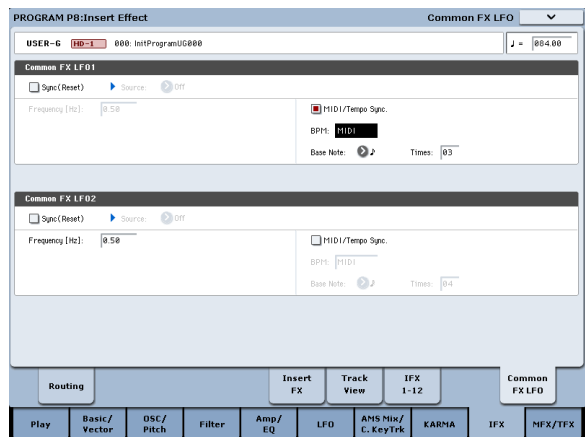 PROGRAM P8:Insert Effect Common FX LFO
USER-G HD-1 000: InitProgramUG000 ♩ = 084.00
Common FX LFO1
Sync(Reset) Source: Off
Frequency [Hz]: 0.50 MIDI/Tempo Sync.
BPM: MIDI
Base Note: ♪ Times: 03
Common FX LFO2
Sync(Reset) Source: Off
Frequency [Hz]: 0.50 MIDI/Tempo Sync.
BPM: MIDI
Base Note: ♪ Times: 04
Routing Insert FX Track View IFX 1-12 Common FX LFO
Play Basic/Vector OSC/Pitch Filter Amp/EQ LFO AMS Mix/C. KeyTrk KARMA IFX MFX/TFX